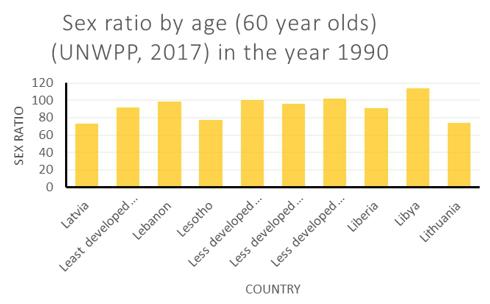 Sex ratio by age (60 year olds)
(UNWPP, 2017) in the year 1990
120
100
80
60
40
20
0
SEX RATIO
Latvia
Least developed...
Lebanon
Lesotho
Less developed...
Less developed...
Less developed...
Liberia
Libya
Lithuania
COUNTRY